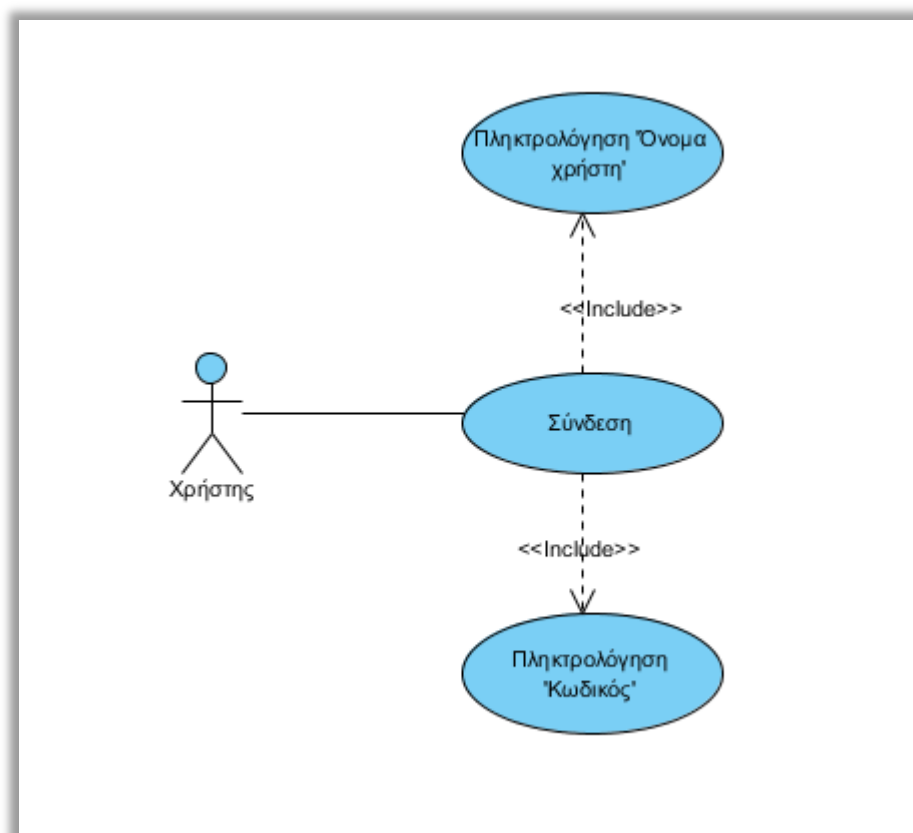 Πληκτρολόγηση 'Όνομα
χρήστη'
<<Include>>
Σύνδεση
Χρήστης
<<Include>>
Πληκτρολόγηση
'Κωδικός'